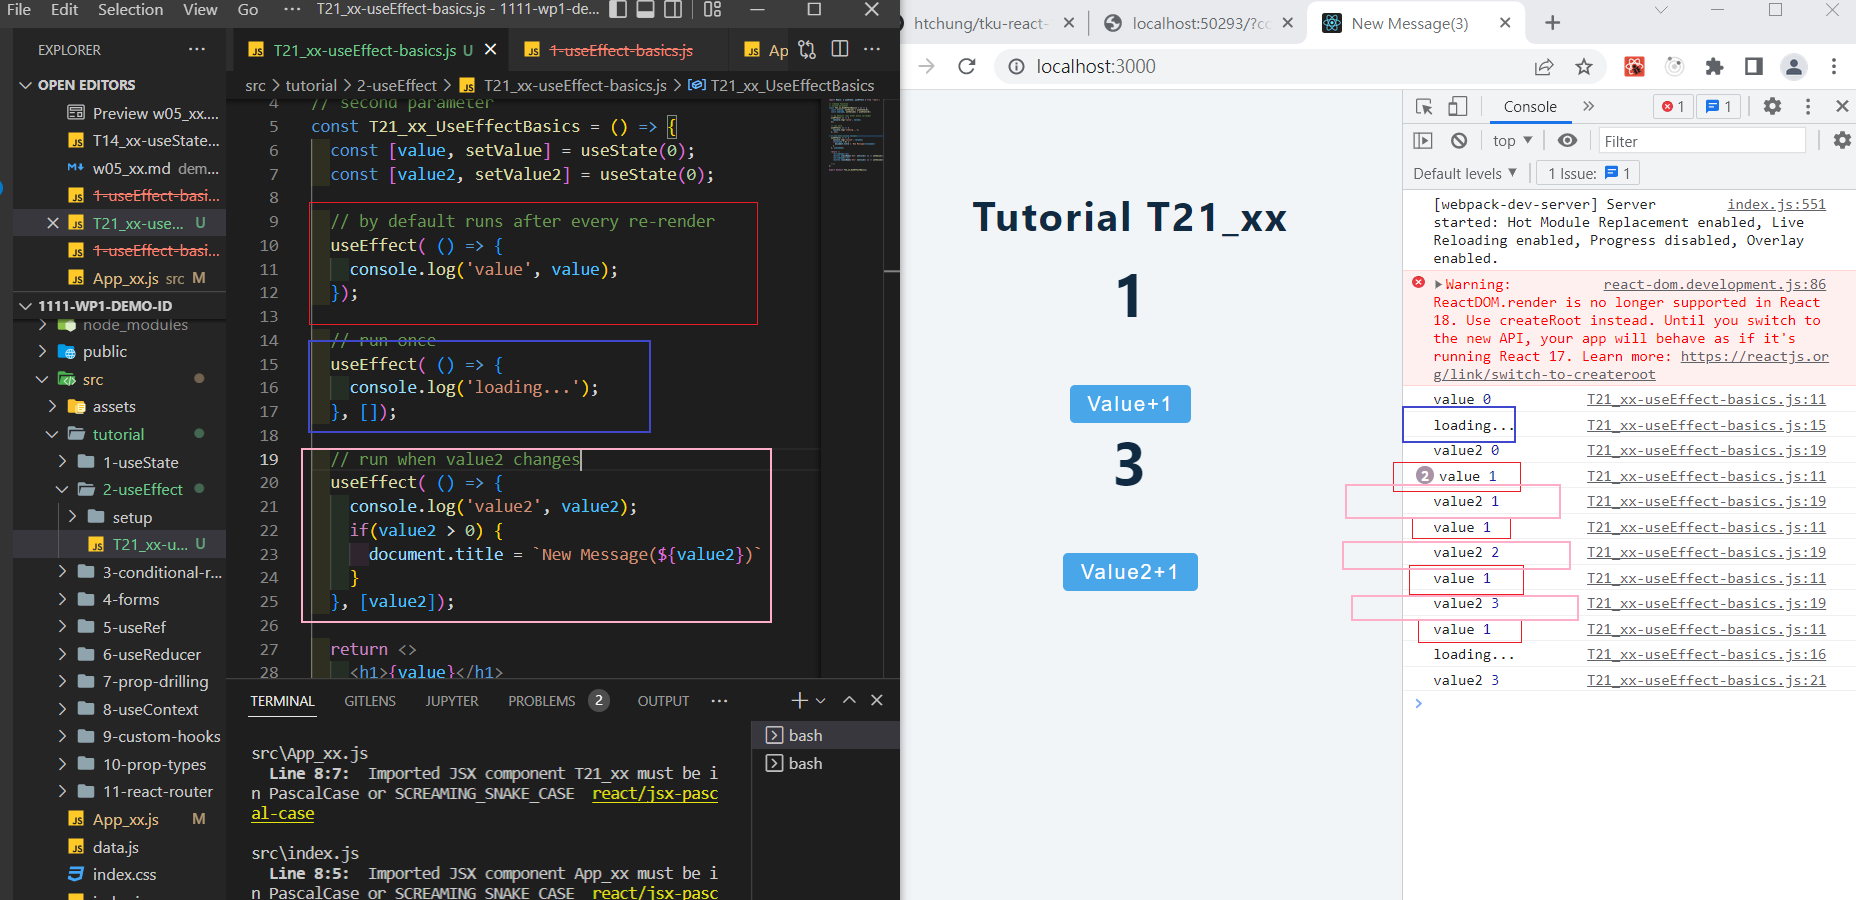 File Edit Selection View Go ··· T21_xx-useEffect-basics.js - 1111-wp1-de...
EXPLORER ···
OPEN EDITORS
Preview w05_xx....
JS T14_xx-useState...
w05_xx.md dem...
JS 1-useEffect-basi...
JS T21_xx-use... U
JS 1-useEffect-basi...
JS App_xx.js src M
1111-WP1-DEMO-ID
node_modules
public
src
assets
tutorial
1-useState
2-useEffect
setup
JS T21_xx-u... U
3-conditional-r...
4-forms
5-useRef
6-useReducer
7-prop-drilling
8-useContext
9-custom-hooks
10-prop-types
11-react-router
JS App_xx.js M
JS data.js
index.css
JS T21_xx-useEffect-basics.js U
JS 1-useEffect-basics.js
JS Ap
···
src > tutorial > 2-useEffect > JS T21_xx-useEffect-basics.js > T21_xx_UseEffectBasics
4 // second parameter
5 const T21_xx_UseEffectBasics = () => {
6 const [value, setValue] = useState(0);
7 const [value2, setValue2] = useState(0);
8
9 // by default runs after every re-render
10 useEffect( () => {
11 console.log('value', value);
12 });
13
14 // run once
15 useEffect( () => {
16 console.log('loading...');
17 }, []);
18
19 // run when value2 changes
20 useEffect( () => {
21 console.log('value2', value2);
22 if(value2 > 0) {
23 document.title = `New Message(${value2})`
24 }
25 }, [value2]);
26
27 return <>
28 <h1>{value}</h1>
TERMINAL GITLENS JUPYTER PROBLEMS 2 OUTPUT ···
bash
bash
src\App_xx.js
Line 8:7: Imported JSX component T21_xx must be i
n PascalCase or SCREAMING_SNAKE_CASE react/jsx-pasc
al-case
src\index.js
Line 8:5: Imported JSX component App_xx must be i
n PascalCase or SCREAMING_SNAKE_CASE react/jsx-pasc
htchung/tku-react-
localhost:50293/?cc
New Message(3)
localhost:3000
Tutorial T21_xx
1
Value+1
3
Value2+1
Console » 1 1
top Filter
Default levels 1 Issue: 1
[webpack-dev-server] Server index.js:551
started: Hot Module Replacement enabled, Live
Reloading enabled, Progress disabled, Overlay
enabled.
Warning: react-dom.development.js:86
ReactDOM.render is no longer supported in React
18. Use createRoot instead. Until you switch to
the new API, your app will behave as if it's
running React 17. Learn more: https://reactjs.or
g/link/switch-to-createroot
value 0 T21_xx-useEffect-basics.js:11
loading... T21_xx-useEffect-basics.js:15
value2 0 T21_xx-useEffect-basics.js:19
2 value 1 T21_xx-useEffect-basics.js:11
value2 1 T21_xx-useEffect-basics.js:19
value 1 T21_xx-useEffect-basics.js:11
value2 2 T21_xx-useEffect-basics.js:19
value 1 T21_xx-useEffect-basics.js:11
value2 3 T21_xx-useEffect-basics.js:19
value 1 T21_xx-useEffect-basics.js:11
loading... T21_xx-useEffect-basics.js:16
value2 3 T21_xx-useEffect-basics.js:21